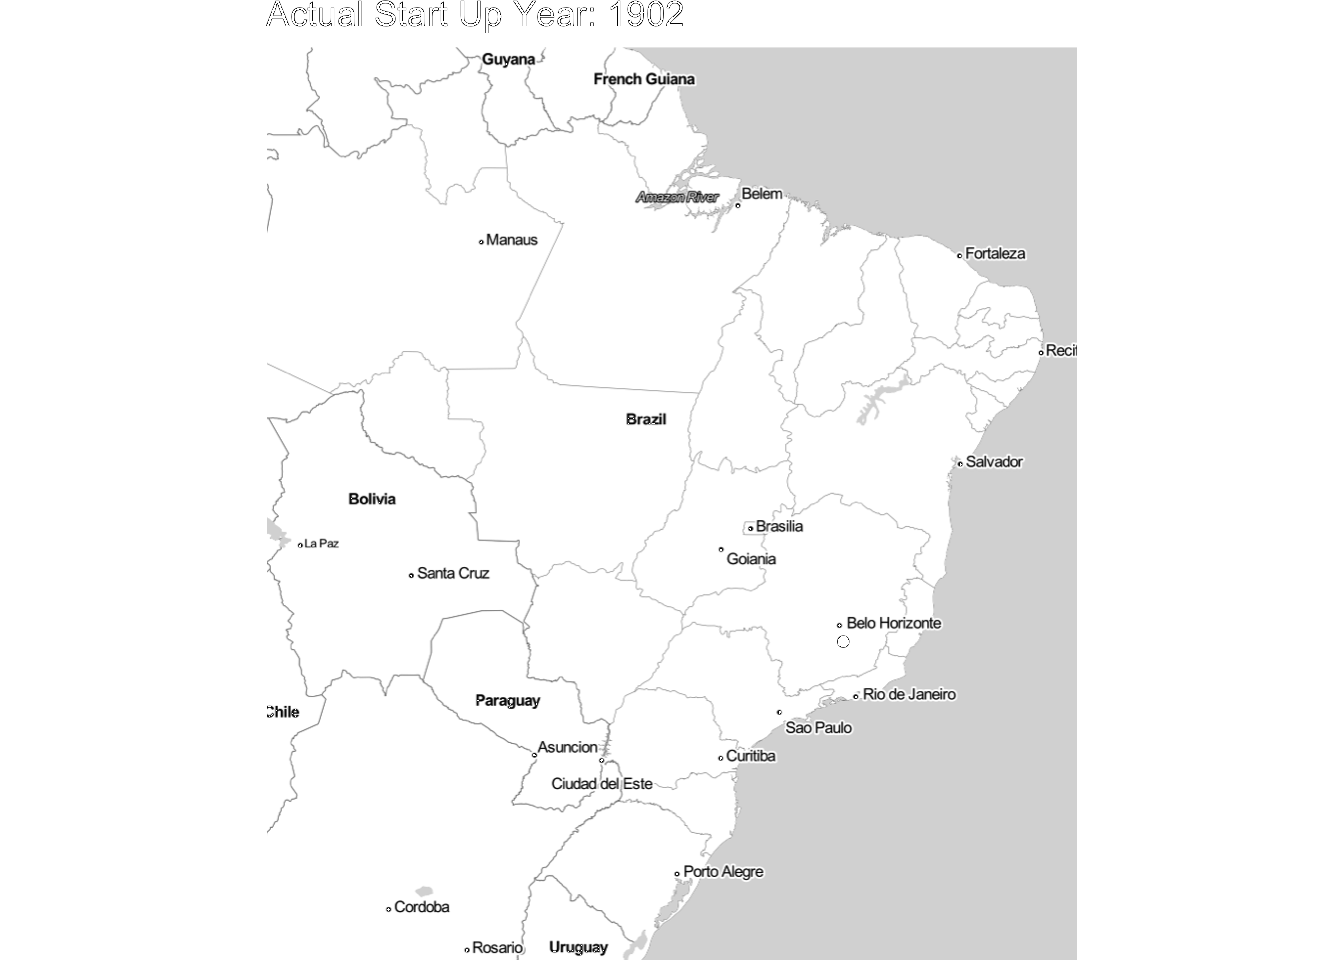 Actual Start Up Year: 1902
Guyana
French Guiana
Amazon River
Belem
Manaus
Fortaleza
Recif
Brazil
Salvador
Bolivia
Brasilia
La Paz
Goiania
Santa Cruz
Belo Horizonte
Rio de Janeiro
Paraguay
Chile
Sao Paulo
Asuncion
Curitiba
Ciudad del Este
Porto Alegre
Cordoba
Rosario
Uruguay